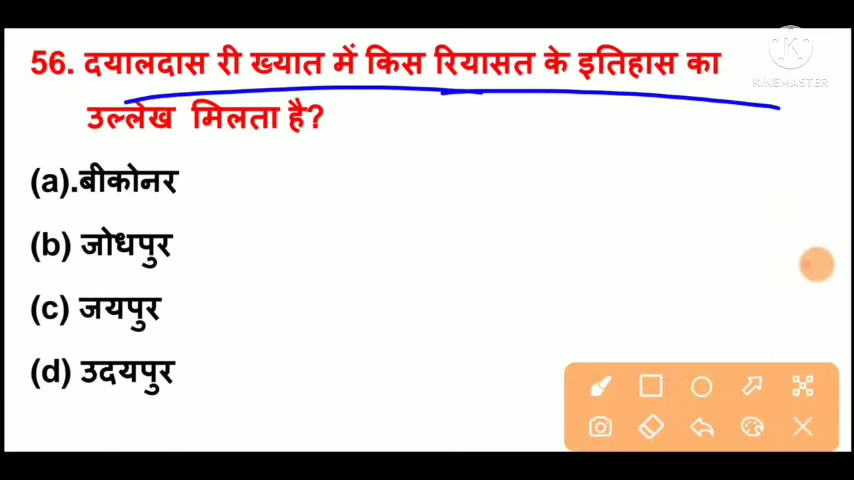 56. दयालदास री ख्यात में किस रियासत के इतिहास का
उल्लेख मिलता है?
(a).बीकोनर
(b) जोधपुर
(c) जयपुर
(d) उदयपुर
K
KINEMASTER